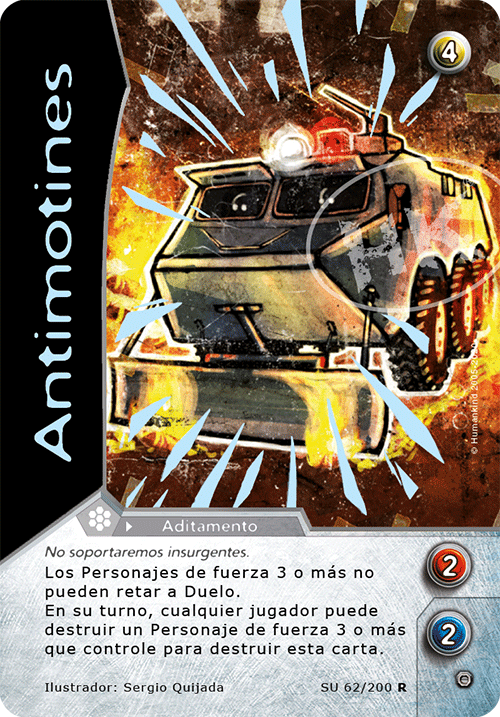 4
Antimotines
HK
Aditamento
No soportaremos insurgentes.
Los Personajes de fuerza 3 o más no
pueden retar a Duelo.
En su turno, cualquier jugador puede
destruir un Personaje de fuerza 3 o más
que controle para destruir esta carta.
2
2
Ilustrador: Sergio Quijada
SU 62/200 R
© Humankind